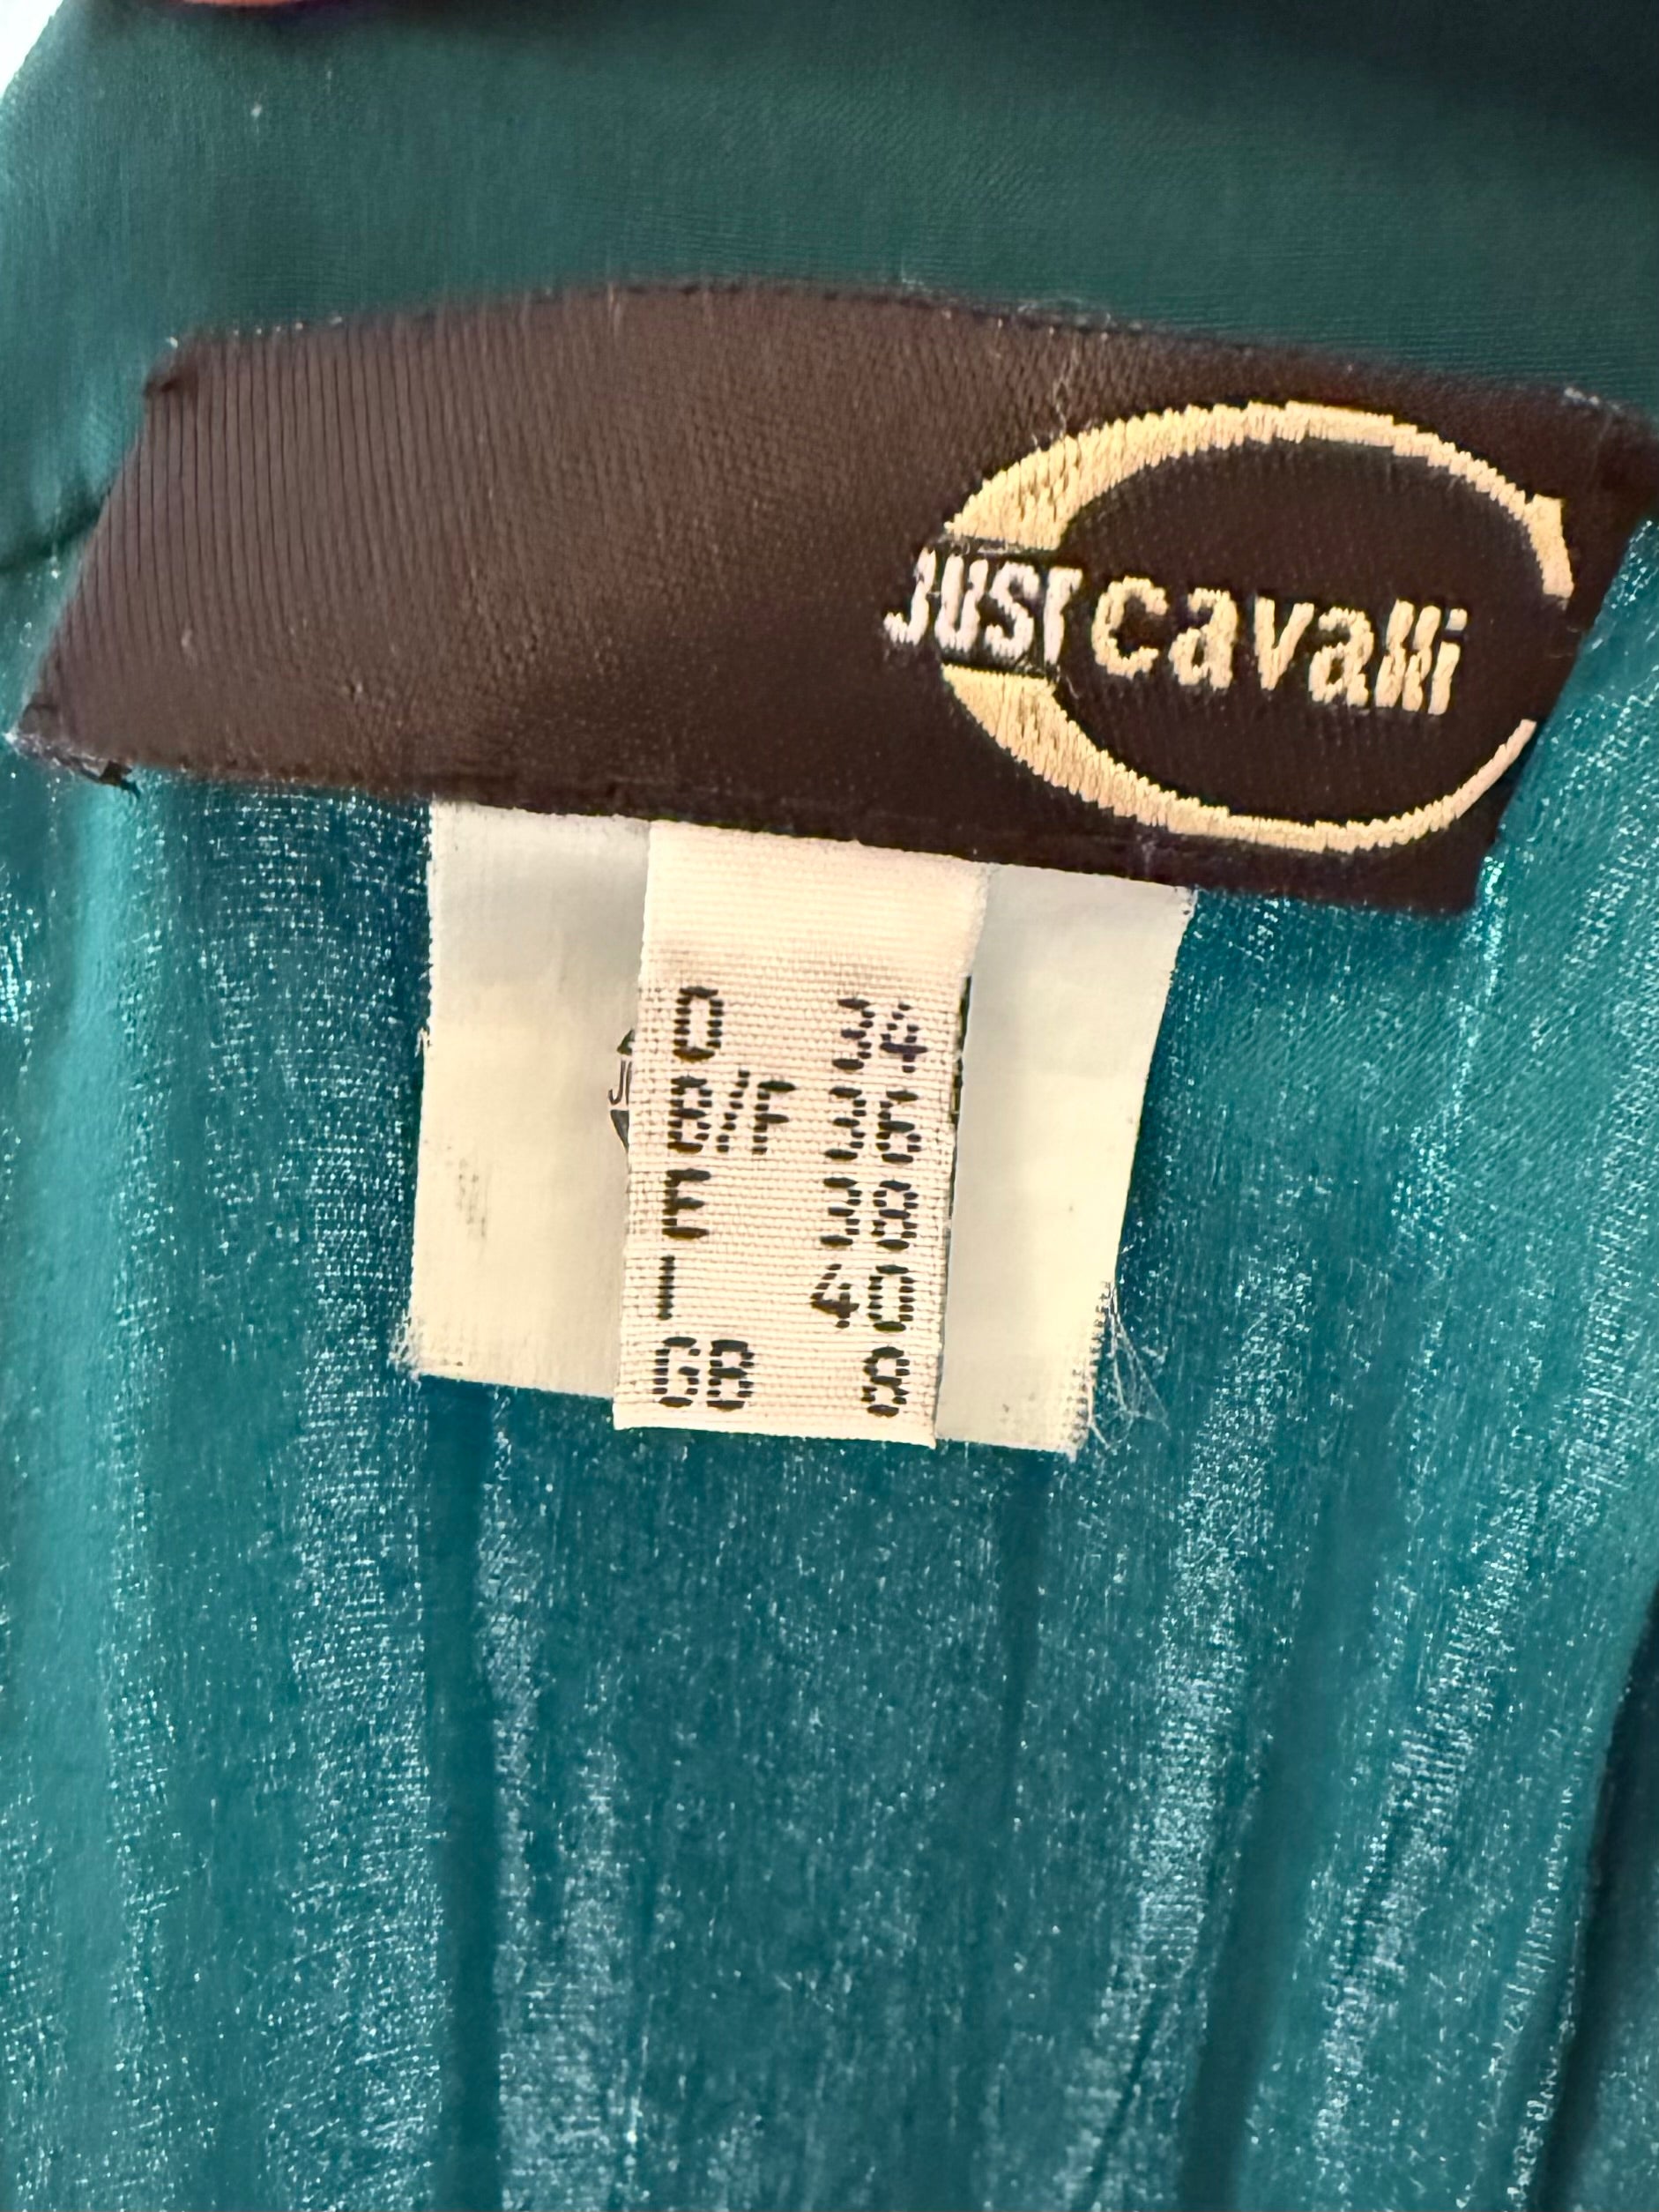 JUST cavalli
D 34
B/F 36
E 38
I 40
GB 8